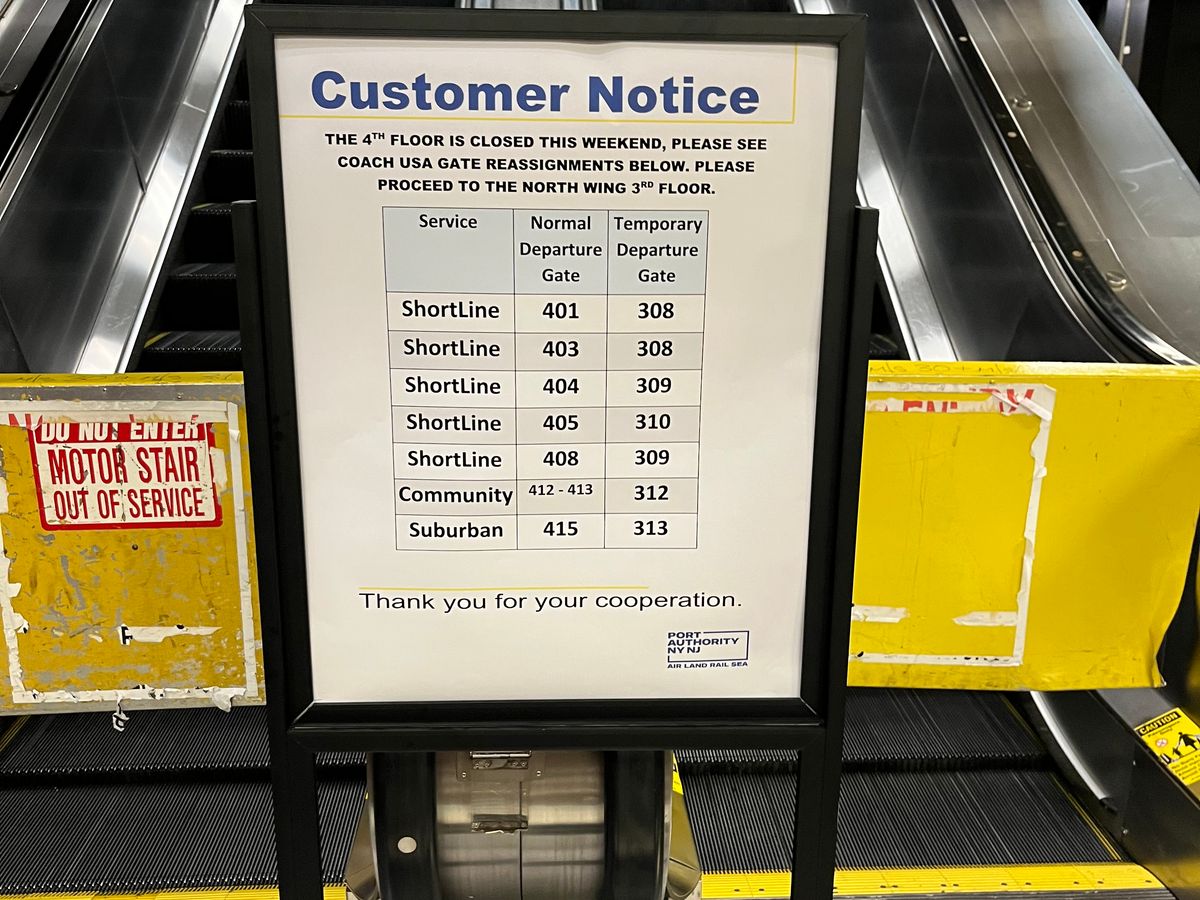 Customer Notice
THE 4TH FLOOR IS CLOSED THIS WEEKEND, PLEASE SEE
COACH USA GATE REASSIGNMENTS BELOW. PLEASE
PROCEED TO THE NORTH WING 3RD FLOOR.
Service Normal Departure Gate Temporary Departure Gate
ShortLine 401 308
ShortLine 403 308
ShortLine 404 309
ShortLine 405 310
ShortLine 408 309
Community 412 - 413 312
Suburban 415 313
Thank you for your cooperation.
PORT
AUTHORITY
NY NJ
AIR LAND RAIL SEA
DO NOT ENTER
MOTOR STAIR
OUT OF SERVICE
CAUTION